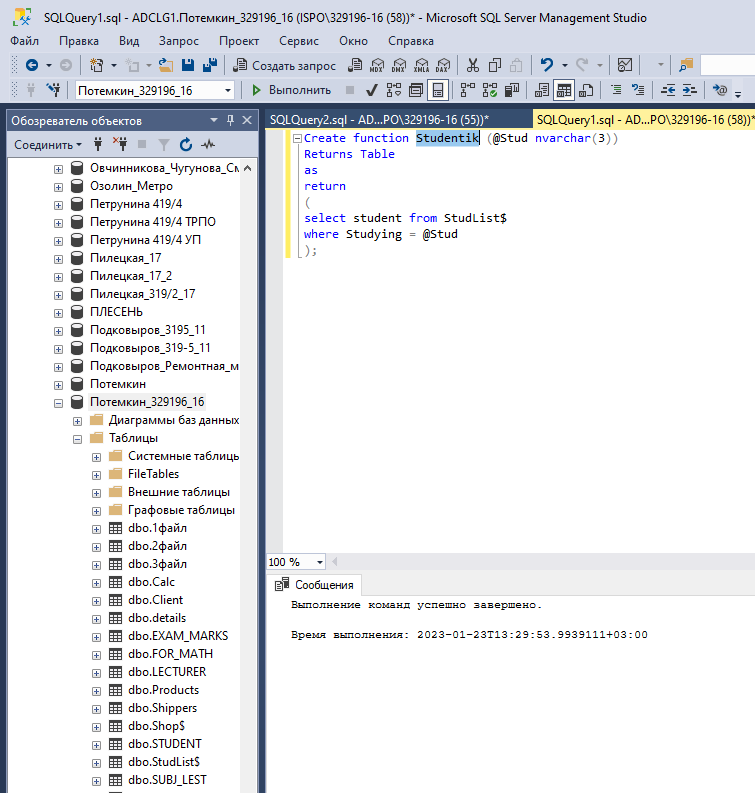 SQLQuery1.sql - ADCLG1.Потемкин_329196_16 (ISPO\329196-16 (58))* - Microsoft SQL Server Management Studio
Файл Правка Вид Запрос Проект Сервис Окно Справка
Создать запрос MDX DMX XMLA DAX
Потемкин_329196_16 Выполнить
Обозреватель объектов
Соединить
Овчинникова_Чугунова_См
Озолин_Метро
Петрунина 419/4
Петрунина 419/4 ТРПО
Петрунина 419/4 УП
Пилецкая_17
Пилецкая_17_2
Пилецкая_319/2_17
ПЛЕСЕНЬ
Подковыров_3195_11
Подковыров_319-5_11
Подковыров_Ремонтная_м
Потемкин
Потемкин_329196_16
Диаграммы баз данных
Таблицы
Системные таблицы
FileTables
Внешние таблицы
Графовые таблицы
dbo.1файл
dbo.2файл
dbo.3файл
dbo.Calc
dbo.Client
dbo.details
dbo.EXAM_MARKS
dbo.FOR_MATH
dbo.LECTURER
dbo.Products
dbo.Shippers
dbo.Shop$
dbo.STUDENT
dbo.StudList$
dbo.SUBJ_LEST
SQLQuery2.sql - AD...PO\329196-16 (55))*
SQLQuery1.sql - AD...PO\329196-16 (58))*
Create function Studentik (@Stud nvarchar(3))
Returns Table
as
return
(
select student from StudList$
where Studying = @Stud
);
100 %
Сообщения
Выполнение команд успешно завершено.
Время выполнения: 2023-01-23T13:29:53.9939111+03:00